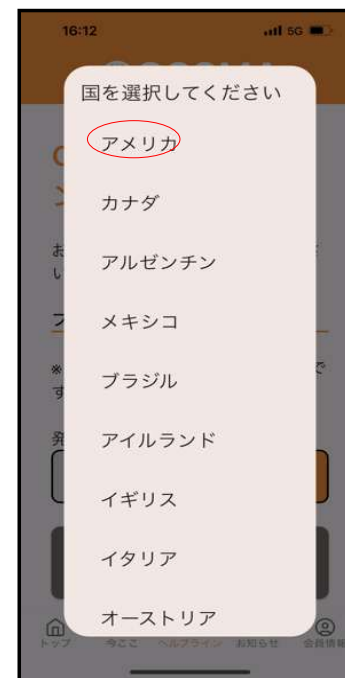 16:12
5G
国を選択してください
アメリカ
カナダ
アルゼンチン
メキシコ
ブラジル
アイルランド
イギリス
イタリア
オーストリア
トップ
今ここ
ヘルプライン
お知らせ
会員情報